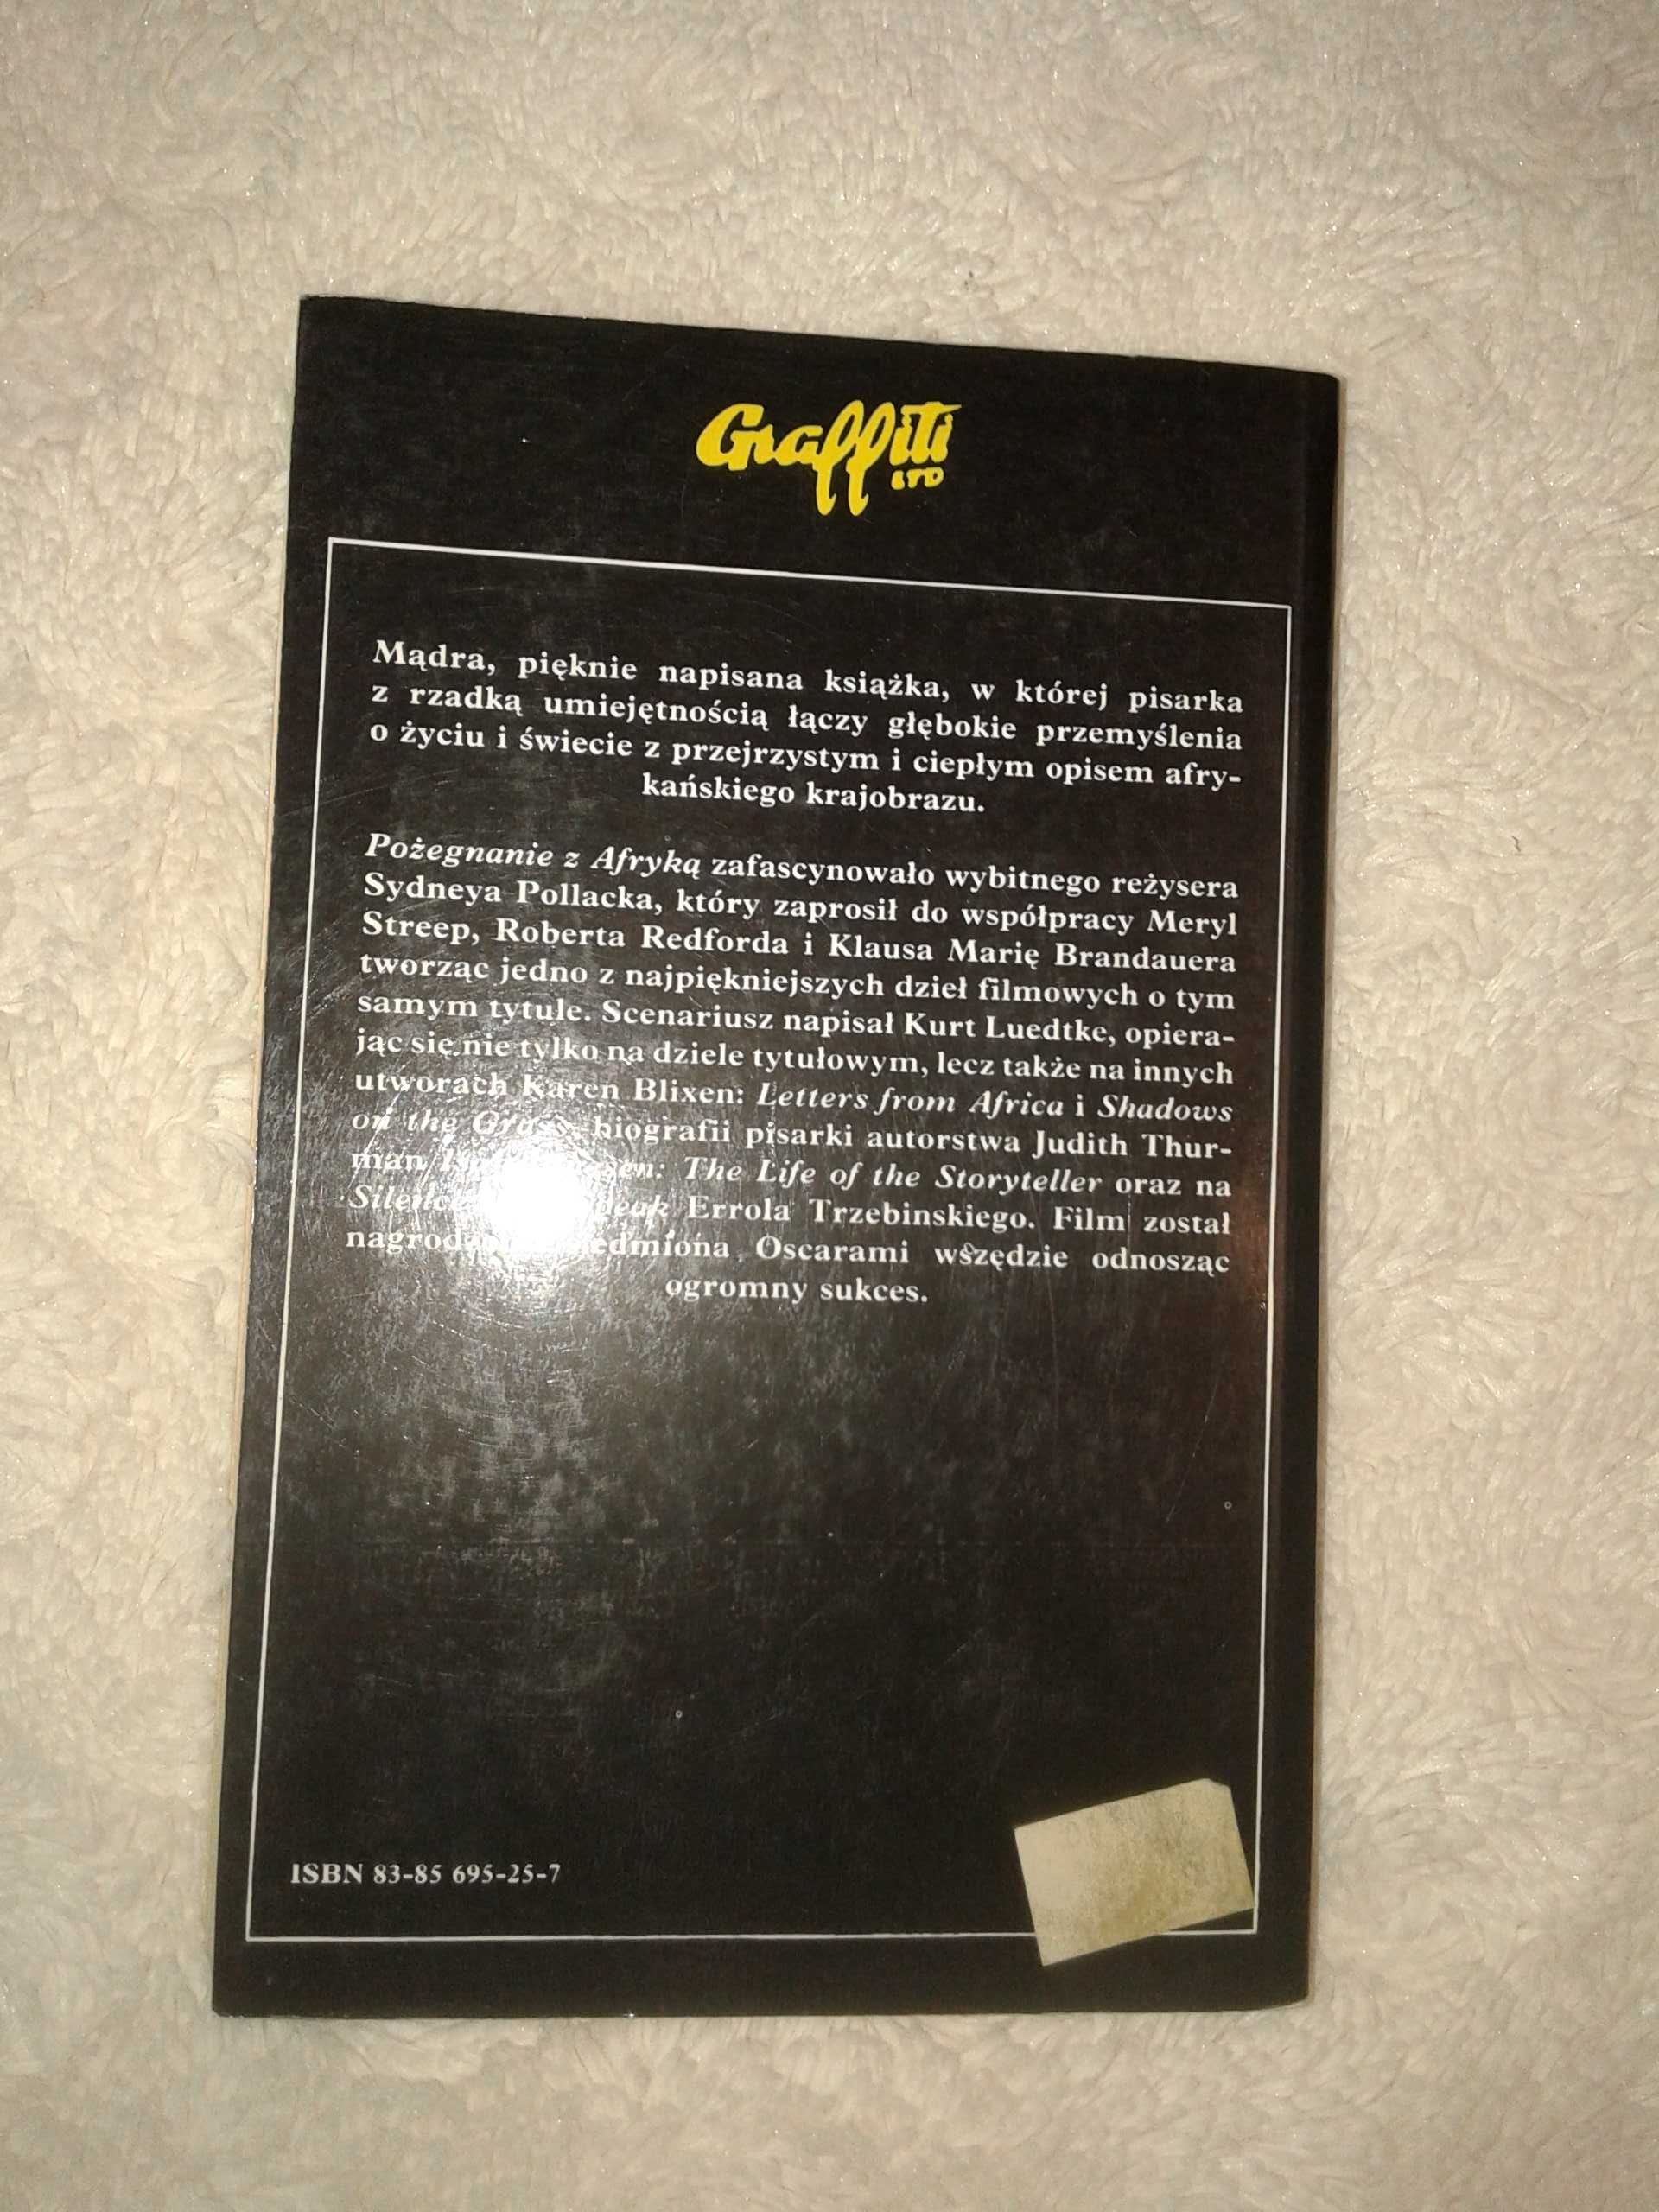 Graffiti
LTD
Mądra, pięknie napisana książka, w której pisarka
z rzadką umiejętnością łączy głębokie przemyślenia
o życiu i świecie z przejrzystym i ciepłym opisem afry-
kańskiego krajobrazu.
Pożegnanie z Afryką zafascynowało wybitnego reżysera
Sydneya Pollacka, który zaprosił do współpracy Meryl
Streep, Roberta Redforda i Klausa Marię Brandauera
tworząc jedno z najpiękniejszych dzieł filmowych o tym
samym tytule. Scenariusz napisał Kurt Luedtke, opiera-
jąc się nie tylko na dziele tytułowym, lecz także na innych
utworach Karen Blixen: Letters from Africa i Shadows
on the biografii pisarki autorstwa Judith Thur-
man The Life of the Storyteller oraz na
Errola Trzebinskiego. Film został
Oscarami wszędzie odnosząc
ogromny sukces.
ISBN 83-85 695-25-7